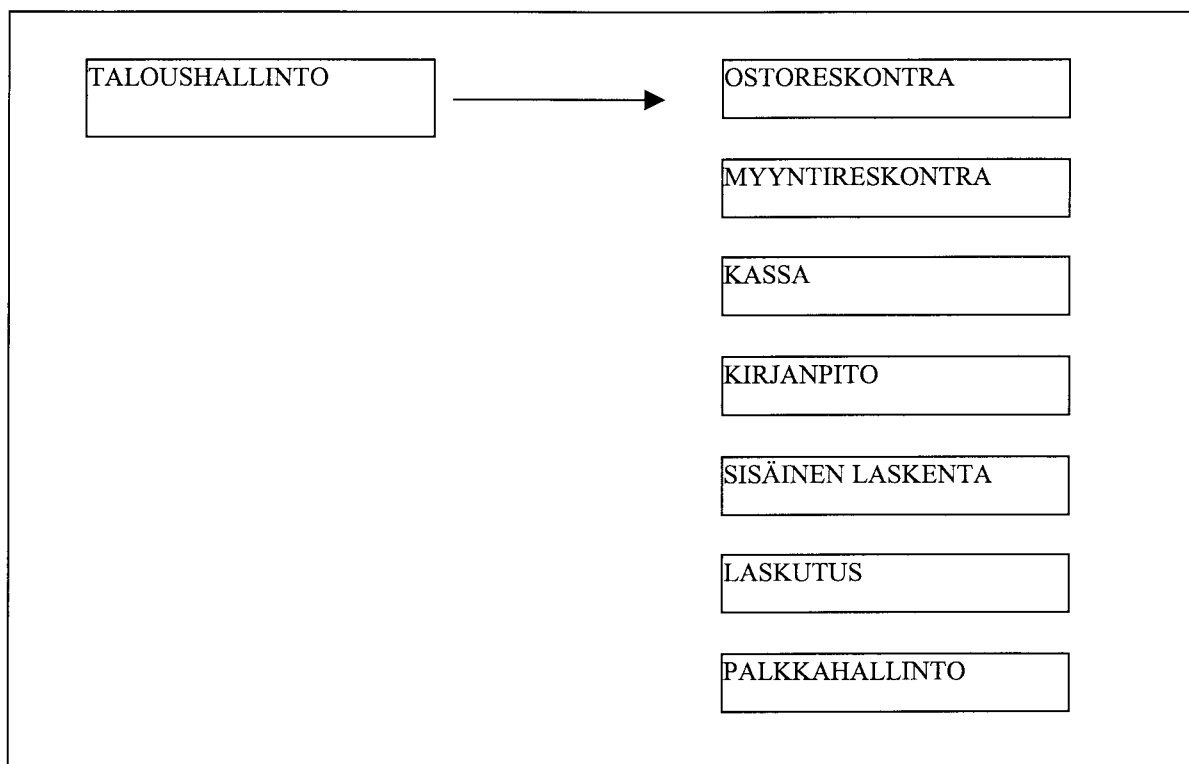 TALOUSHALLINTO
OSTORESKONTRA
MYYNTIRESKONTRA
KASSA
KIRJANPITO
SISÄINEN LASKENTA
LASKUTUS
PALKKAHALLINTO